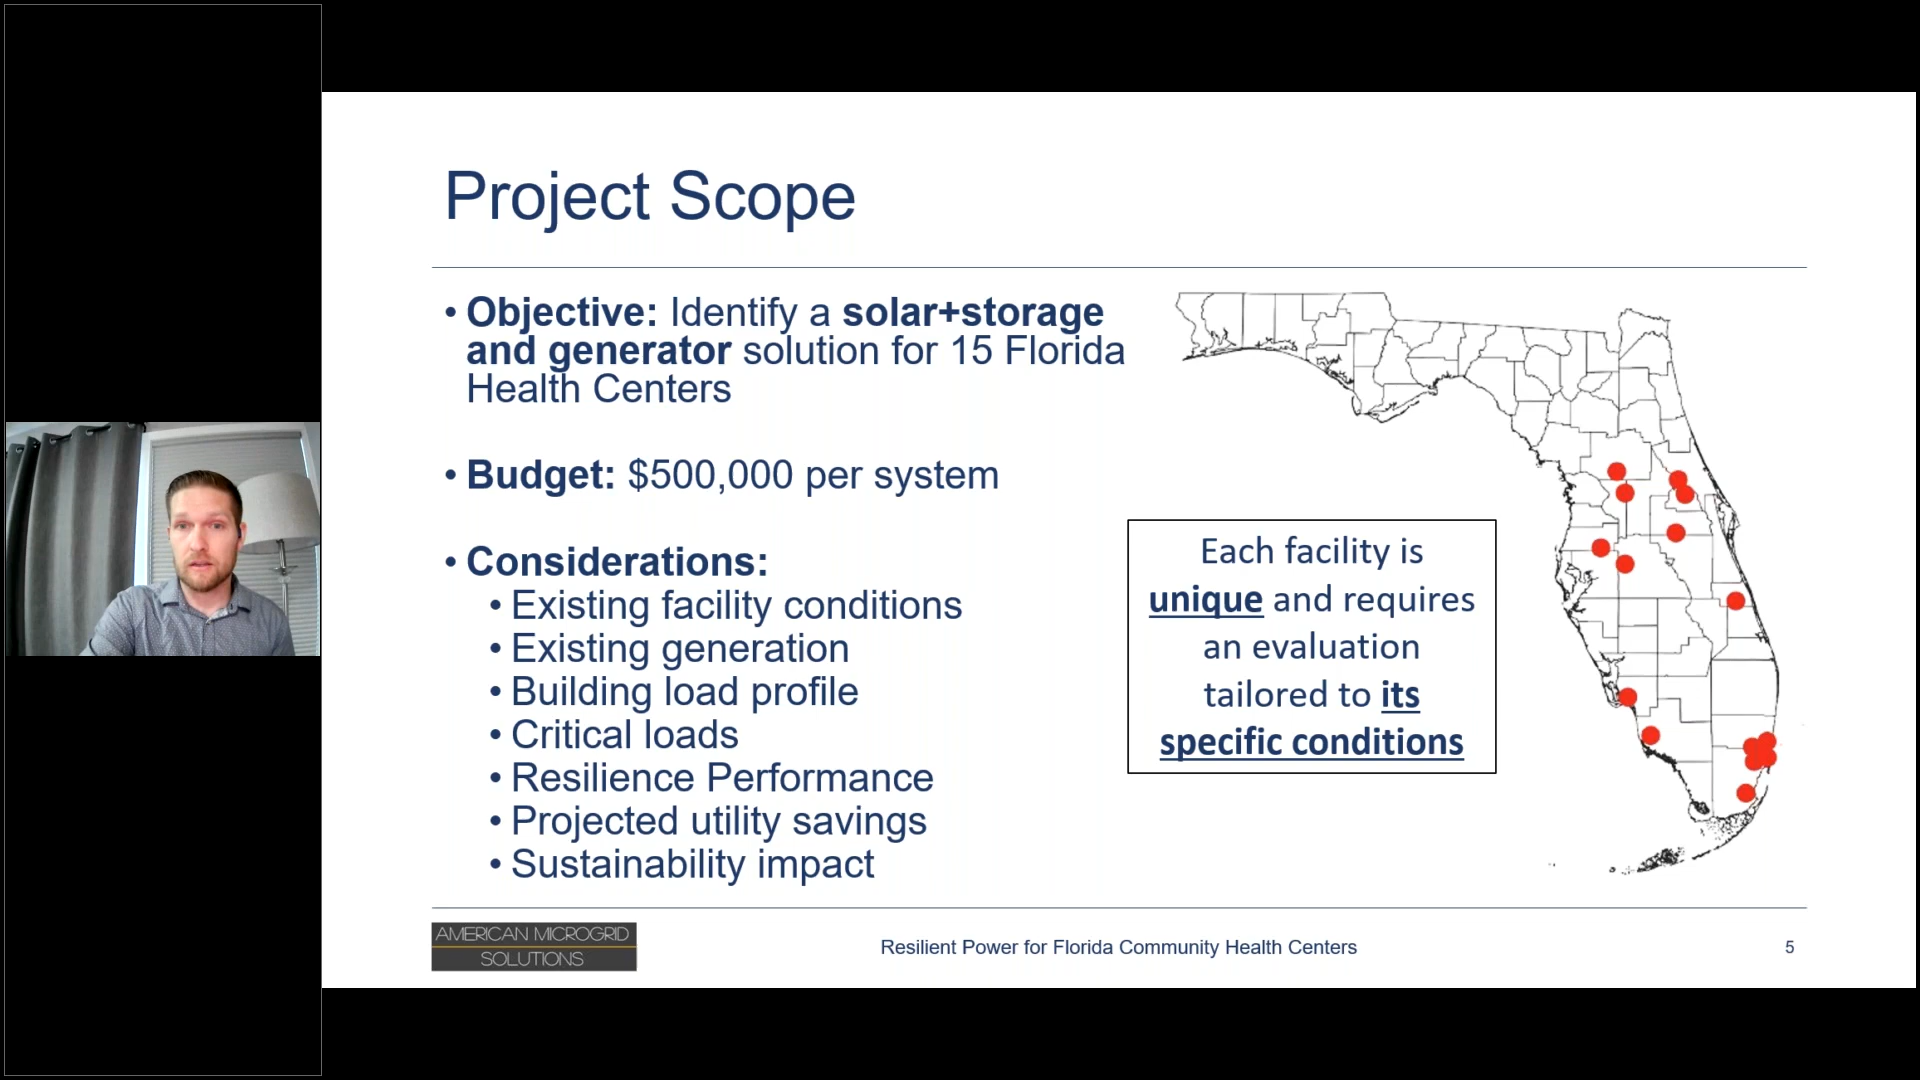 Project Scope
• Objective: Identify a solar+storage
and generator solution for 15 Florida
Health Centers
• Budget: $500,000 per system
• Considerations:
• Existing facility conditions
• Existing generation
• Building load profile
• Critical loads
• Resilience Performance
• Projected utility savings
• Sustainability impact
Each facility is
unique and requires
an evaluation
tailored to its
specific conditions
AMERICAN MICROGRID
SOLUTIONS
Resilient Power for Florida Community Health Centers
5